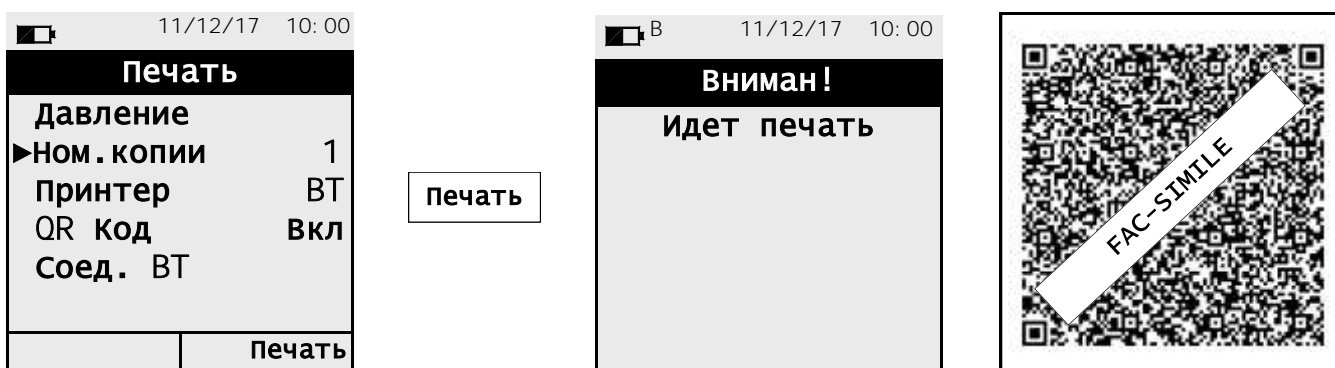 11/12/17 10:00
Печать
Давление
►Ном.копии 1
Принтер BT
QR Код Вкл
Соед. BT
Печать
Печать
B 11/12/17 10:00
Вниман!
Идет печать
FAC-SIMILE